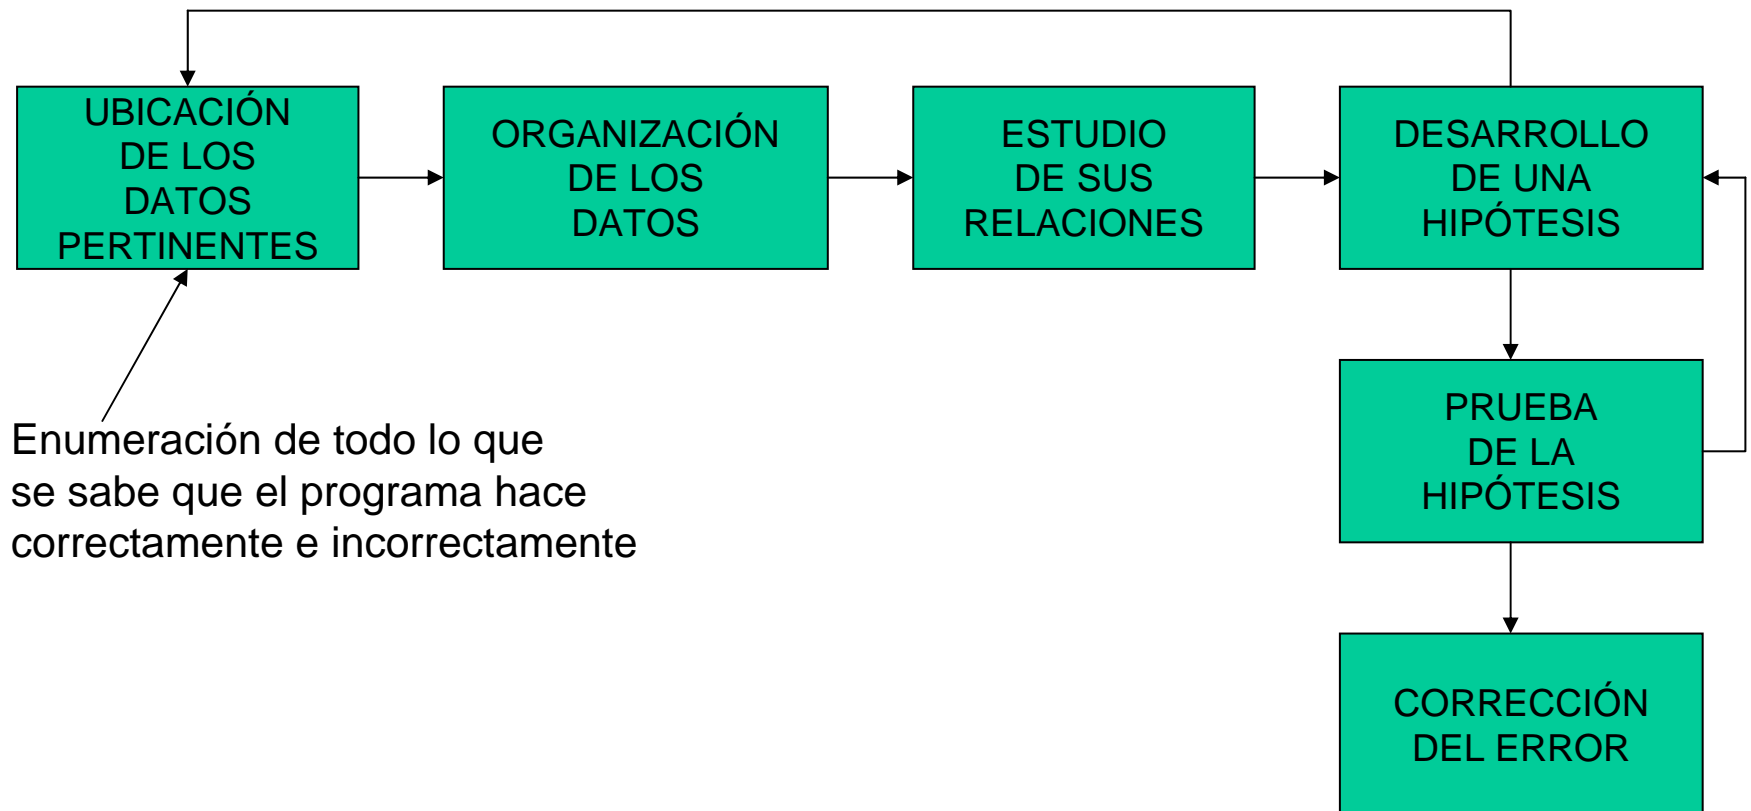 UBICACIÓN
DE LOS
DATOS
PERTINENTES
ORGANIZACIÓN
DE LOS
DATOS
ESTUDIO
DE SUS
RELACIONES
DESARROLLO
DE UNA
HIPÓTESIS
PRUEBA
DE LA
HIPÓTESIS
Enumeración de todo lo que
se sabe que el programa hace
correctamente e incorrectamente
CORRECCIÓN
DEL ERROR